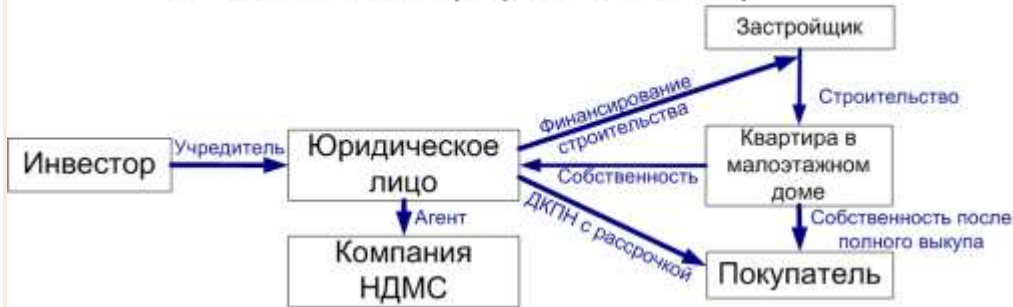 Застройщик
Финансирование
строительства
Строительство
Инвестор
Учредитель
Юридическое
лицо
Собственность
Квартира в
малоэтажном
доме
Агент
ДКПН с рассрочкой
Собственность после
полного выкупа
Компания
НДМС
Покупатель